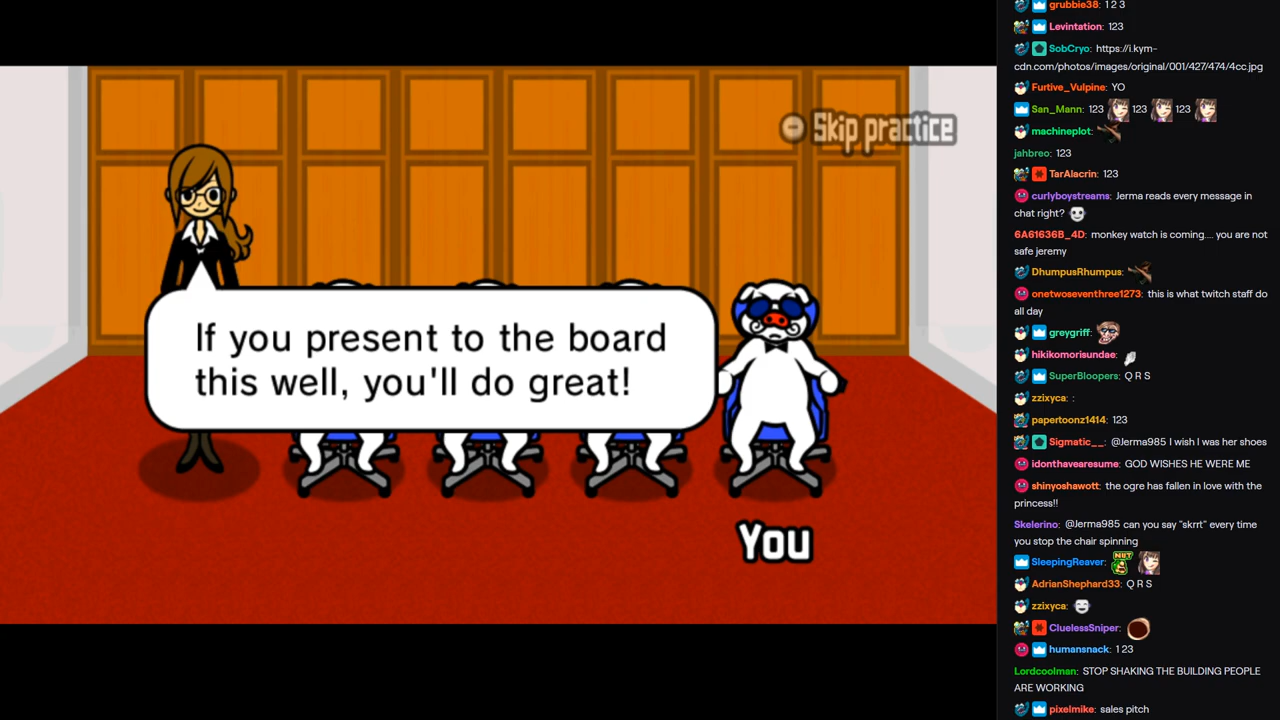 Skip practice
If you present to the board
this well, you'll do great!
You
grubbie38: 1 2 3
Levintation: 123
SobCryo: https://i.kym-
cdn.com/photos/images/original/001/427/474/4cc.jpg
Furtive_Vulpine: YO
San_Mann: 123 123 123
machineplot:
jahbreo: 123
TarAlacrin: 123
curlyboystreams: Jerma reads every message in
chat right?
6A61636B_4D: monkey watch is coming.... you are not
safe jeremy
DhumpusRhumpus:
onetwoseventhree1273: this is what twitch staff do
all day
greygriff:
hikikomorisundae:
SuperBloopers: Q R S
zzixyca: :
papertoonz1414: 123
Sigmatic__: @Jerma985 I wish I was her shoes
idonthavearesume: GOD WISHES HE WERE ME
shinyoshawott: the ogre has fallen in love with the
princess!!
Skelerino: @Jerma985 can you say "skrrt" every time
you stop the chair spinning
SleepingReaver: NUT
AdrianShephard33: Q R S
zzixyca:
CluelessSniper:
humansnack: 1 23
Lordcoolman: STOP SHAKING THE BUILDING PEOPLE
ARE WORKING
pixelmike: sales pitch